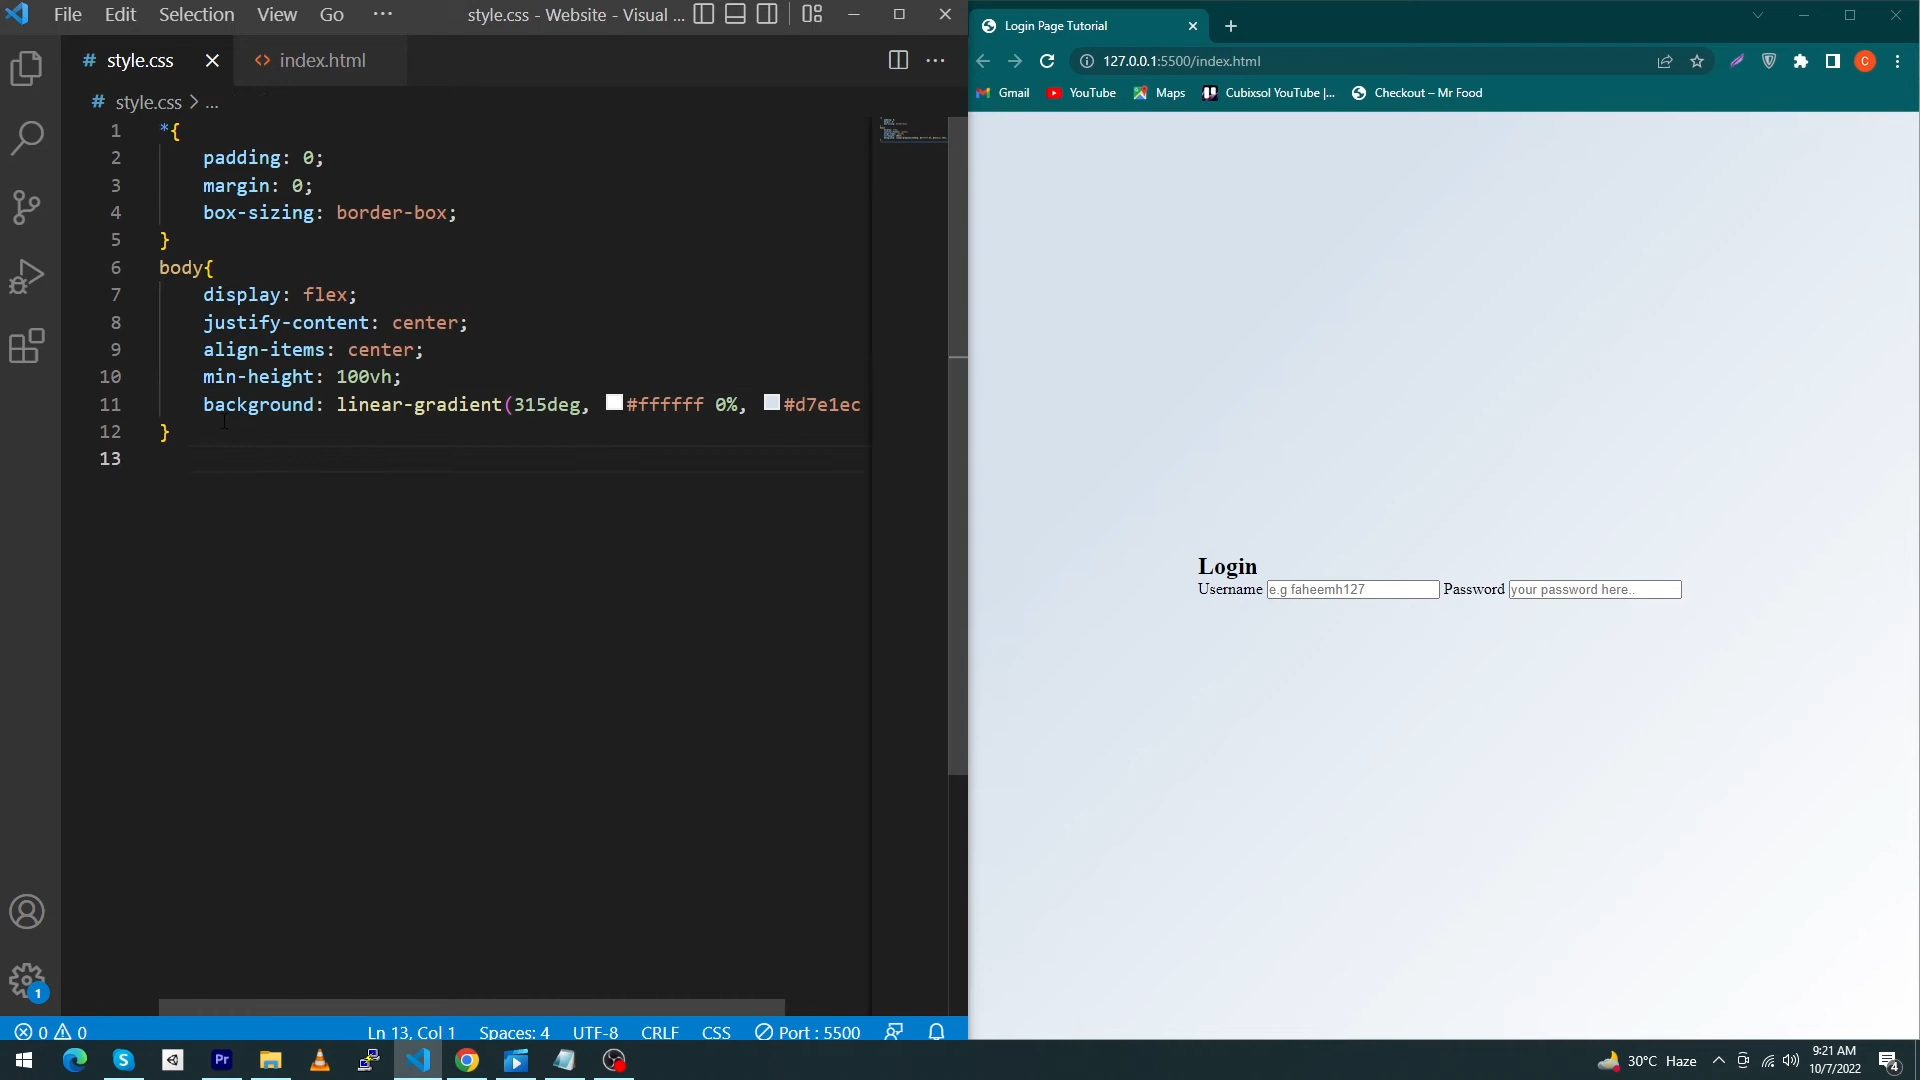 File Edit Selection View Go ... style.css - Website - Visual ...
style.css index.html
style.css > ...
1 *{
2 padding: 0;
3 margin: 0;
4 box-sizing: border-box;
5 }
6 body{
7 display: flex;
8 justify-content: center;
9 align-items: center;
10 min-height: 100vh;
11 background: linear-gradient(315deg, #ffffff 0%, #d7e1ec
12 }
13
1
0 0 Ln 13, Col 1 Spaces: 4 UTF-8 CRLF CSS Port : 5500
Login Page Tutorial
127.0.0.1:5500/index.html
C
Gmail YouTube Maps Cubixsol YouTube |... Checkout – Mr Food
Login
Username e.g faheemh127 Password your password here..
Pr
30°C Haze
9:21 AM
10/7/2022
4